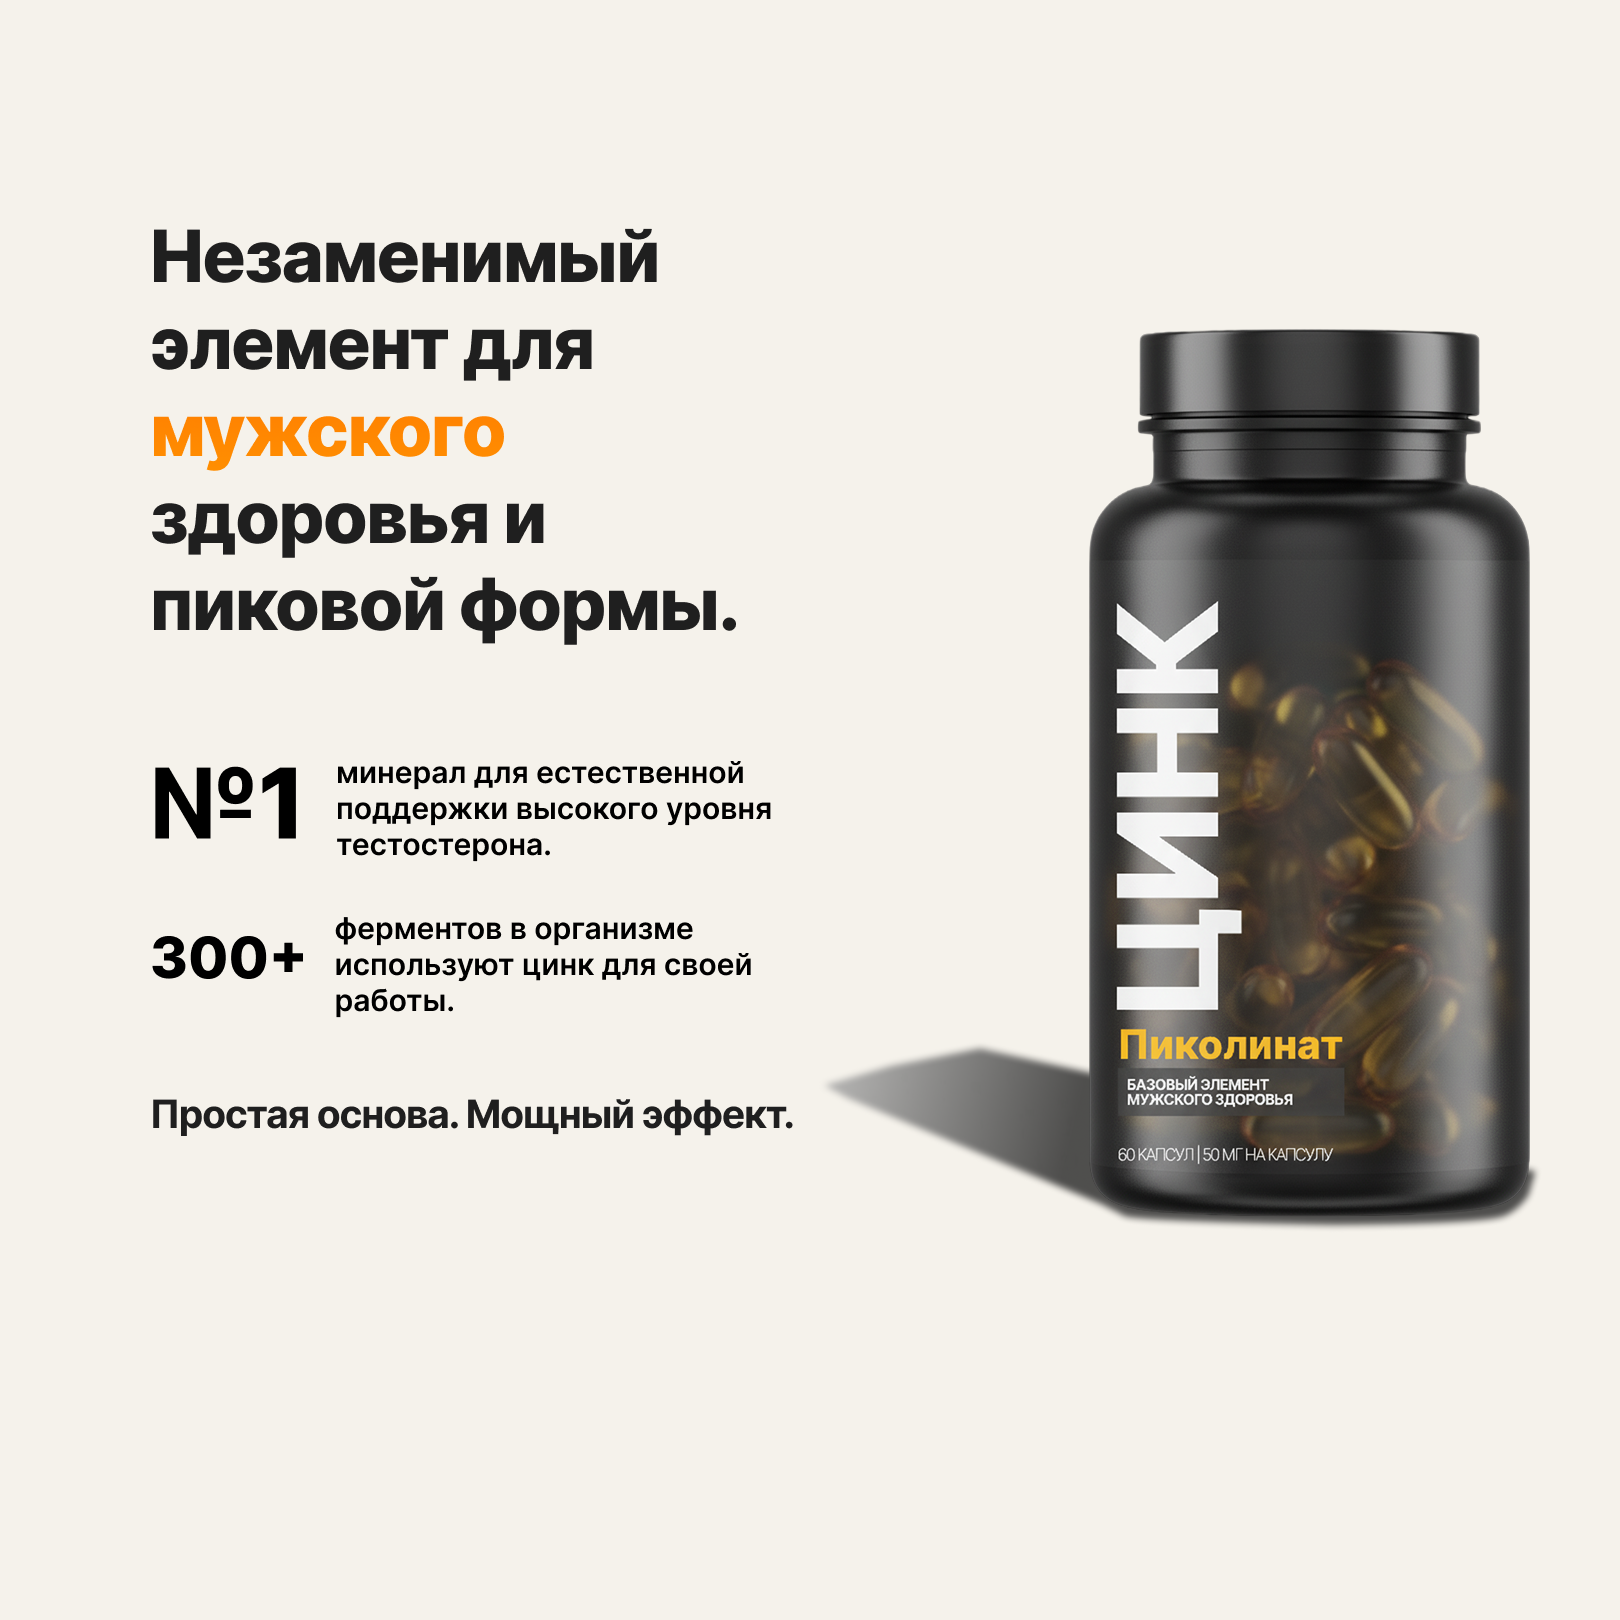 Незаменимый
элемент для
мужского
здоровья и
пиковой формы.
№1
минерал для естественной
поддержки высокого уровня
тестостерона.
300+
ферментов в организме
используют цинк для своей
работы.
Простая основа. Мощный эффект.
ЦИНК
Пиколинат
БАЗОВЫЙ ЭЛЕМЕНТ
МУЖСКОГО ЗДОРОВЬЯ
60 КАПСУЛ | 50 МГ НА КАПСУЛУ